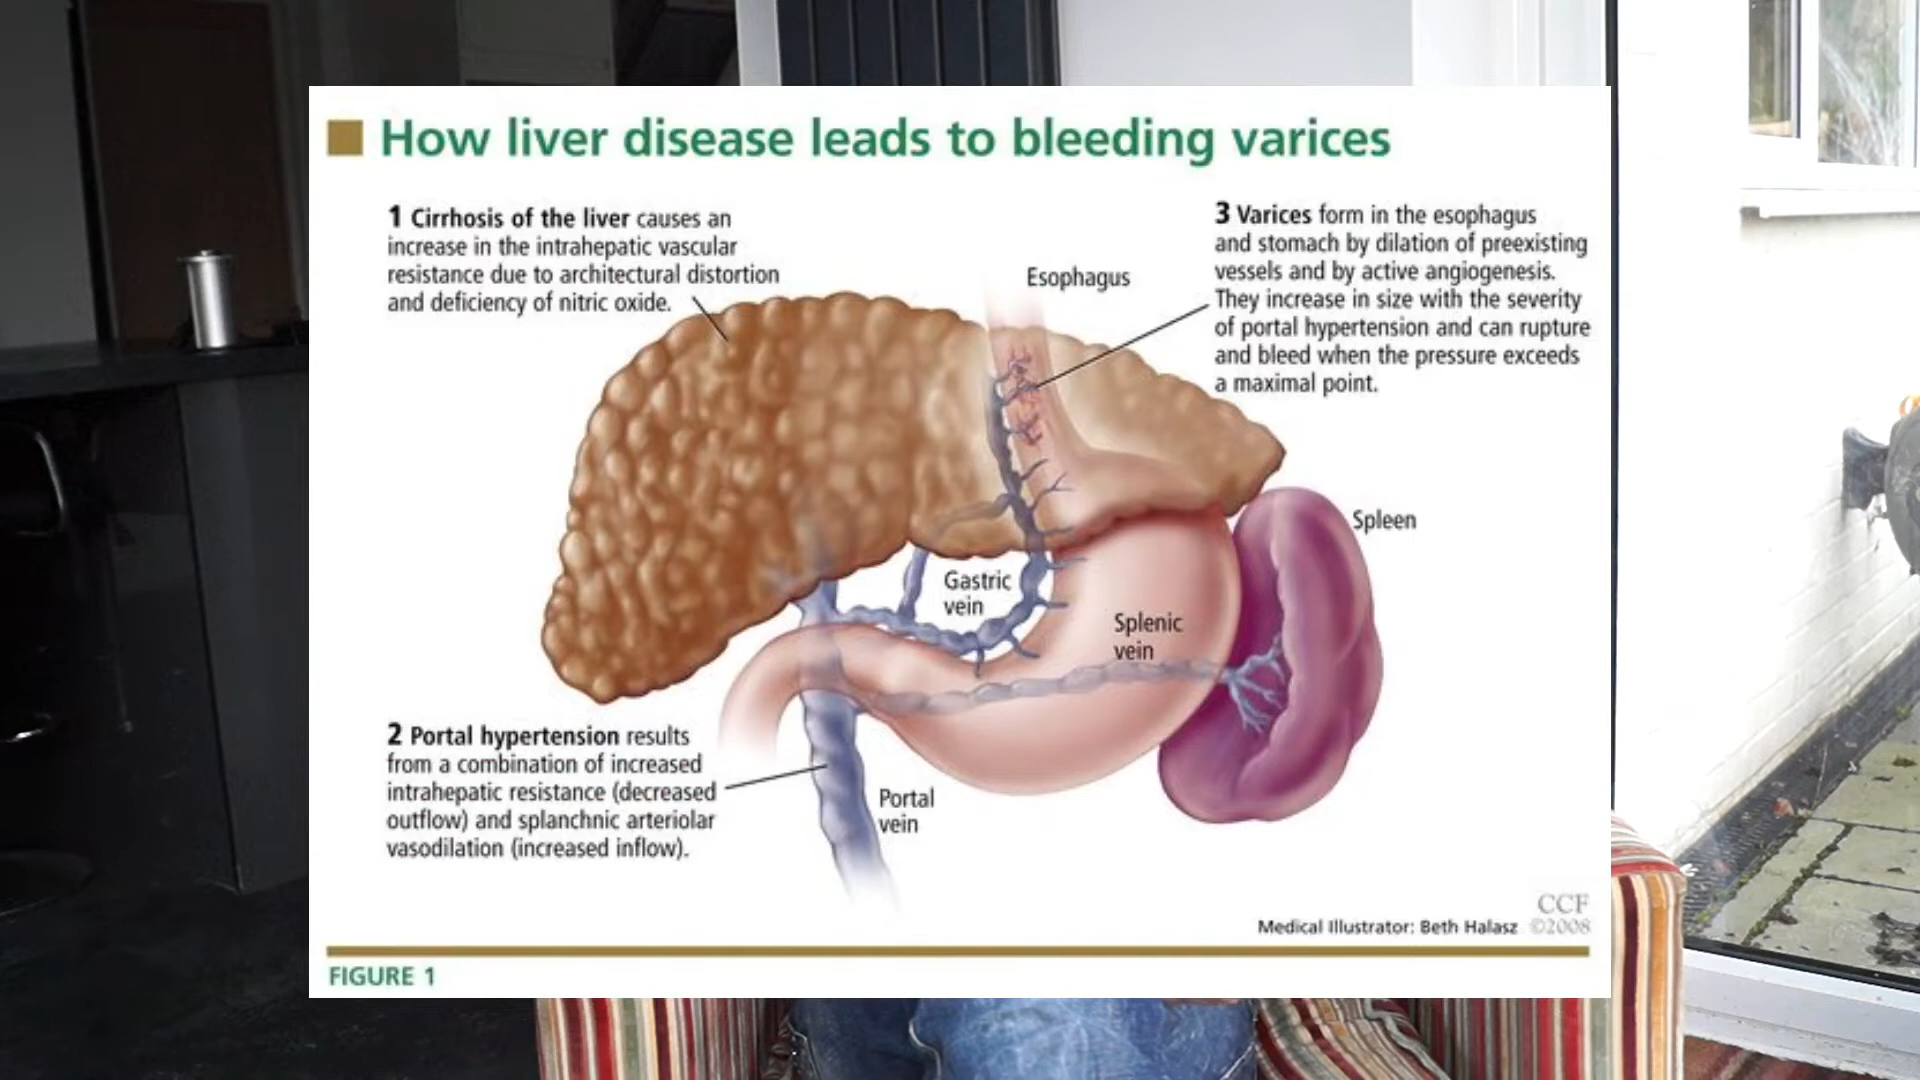 How liver disease leads to bleeding varices
1 Cirrhosis of the liver causes an
increase in the intrahepatic vascular
resistance due to architectural distortion
and deficiency of nitric oxide.
Esophagus
3 Varices form in the esophagus
and stomach by dilation of preexisting
vessels and by active angiogenesis.
They increase in size with the severity
of portal hypertension and can rupture
and bleed when the pressure exceeds
a maximal point.
Spleen
Gastric
vein
Splenic
vein
2 Portal hypertension results
from a combination of increased
intrahepatic resistance (decreased
outflow) and splanchnic arteriolar
vasodilation (increased inflow).
Portal
vein
CCF
Medical Illustrator: Beth Halasz ©2008
FIGURE 1